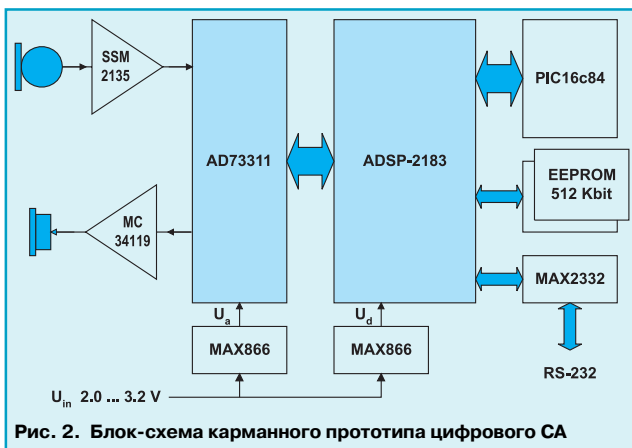 SSM
2135
AD73311
ADSP-2183
PIC16c84
EEPROM
512 Kbit
MC
34119
MAX2332
Ua
Ud
MAX866
MAX866
RS-232
Uin 2.0 ... 3.2 V
Рис. 2. Блок-схема карманного прототипа цифрового СА